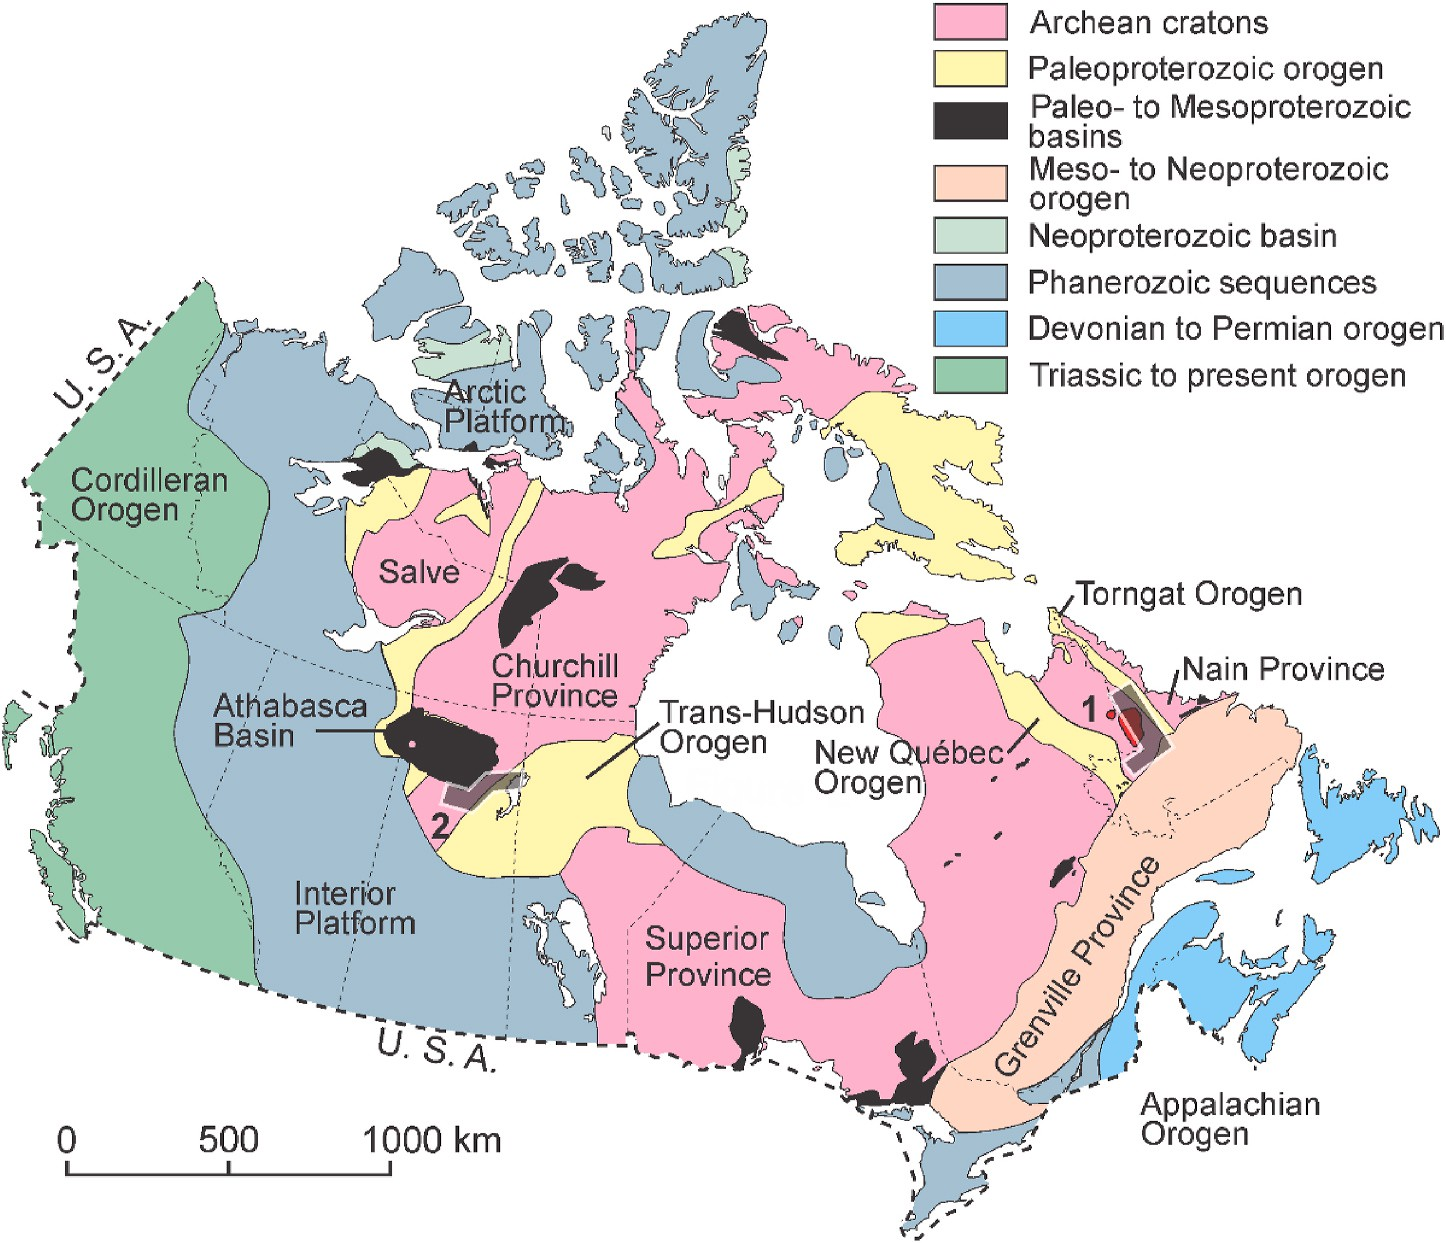 Archean cratons
Paleoproterozoic orogen
Paleo- to Mesoproterozoic
basins
Meso- to Neoproterozoic
orogen
Neoproterozoic basin
Phanerozoic sequences
Devonian to Permian orogen
Triassic to present orogen
U. S. A.
Arctic
Platform
Cordilleran
Orogen
Salve
Torngat Orogen
Churchill
Province
Nain Province
Athabasca
Basin
Trans-Hudson
Orogen
1
New Québec
Orogen
2
Interior
Platform
Superior
Province
Grenville Province
U. S. A.
Appalachian
Orogen
0 500 1000 km